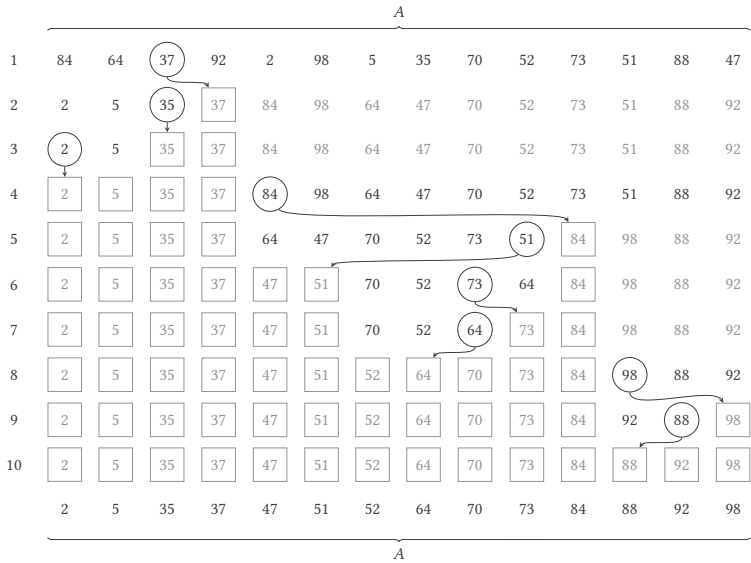 A
1 84 64 37 92 2 98 5 35 70 52 73 51 88 47
2 2 5 35 37 84 98 64 47 70 52 73 51 88 92
3 2 5 35 37 84 98 64 47 70 52 73 51 88 92
4 2 5 35 37 84 98 64 47 70 52 73 51 88 92
5 2 5 35 37 64 47 70 52 73 51 84 98 88 92
6 2 5 35 37 47 51 70 52 73 64 84 98 88 92
7 2 5 35 37 47 51 70 52 64 73 84 98 88 92
8 2 5 35 37 47 51 52 64 70 73 84 98 88 92
9 2 5 35 37 47 51 52 64 70 73 84 92 88 98
10 2 5 35 37 47 51 52 64 70 73 84 88 92 98
2 5 35 37 47 51 52 64 70 73 84 88 92 98
A